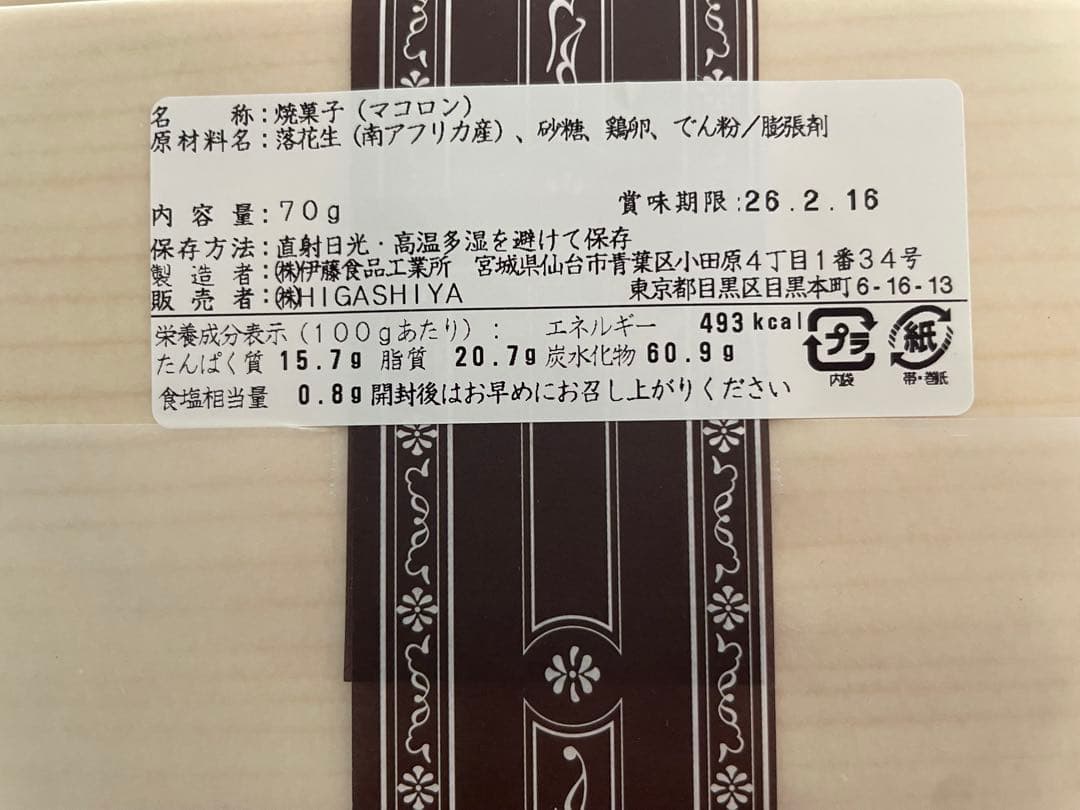 名称：焼菓子（マコロン）
原材料名：落花生（南アフリカ産）、砂糖、鶏卵、でん粉／膨張剤
内容量：70g 賞味期限：26.2.16
保存方法：直射日光・高温多湿を避けて保存
製造者：㈱伊藤食品工業所 宮城県仙台市青葉区小田原4丁目1番34号
販売者：㈱HIGASHIYA 東京都目黒区目黒本町6-16-13
栄養成分表示（100gあたり）： エネルギー 493kcal
たんぱく質 15.7g 脂質 20.7g 炭水化物 60.9g
食塩相当量 0.8g 開封後はお早めにお召し上がりください
プラ 紙
内袋 帯・巻紙